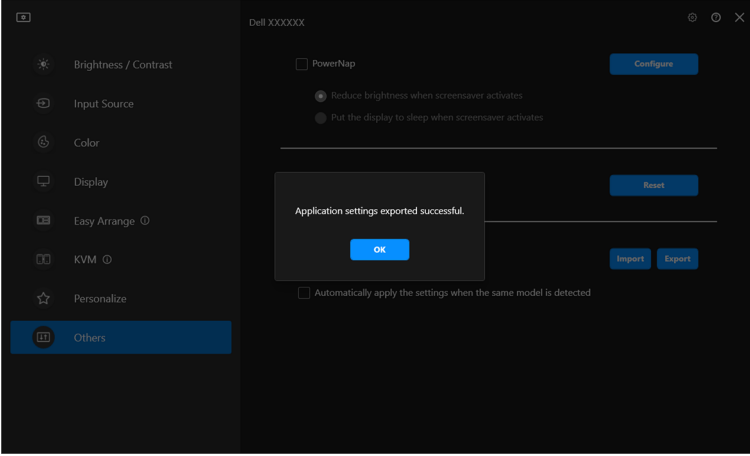 Dell XXXXXX
Brightness / Contrast
Input Source
Color
Display
Easy Arrange
KVM
Personalize
Others
PowerNap
Configure
Reduce brightness when screensaver activates
Put the display to sleep when screensaver activates
Reset
Application settings exported successful.
OK
Import
Export
Automatically apply the settings when the same model is detected